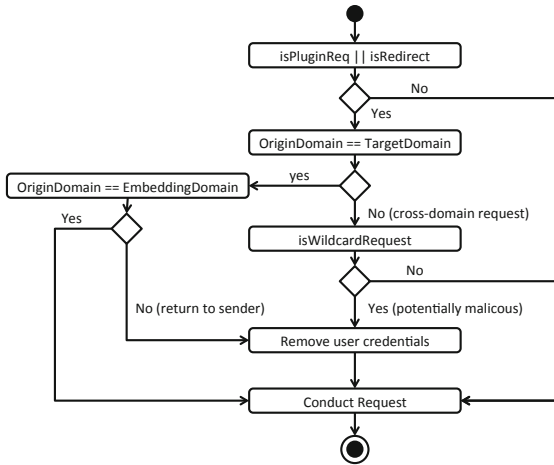 isPluginReq || isRedirect
No
Yes
OriginDomain == TargetDomain
yes
OriginDomain == EmbeddingDomain
Yes
No (cross-domain request)
isWildcardRequest
No
No (return to sender)
Yes (potentially malicous)
Remove user credentials
Conduct Request